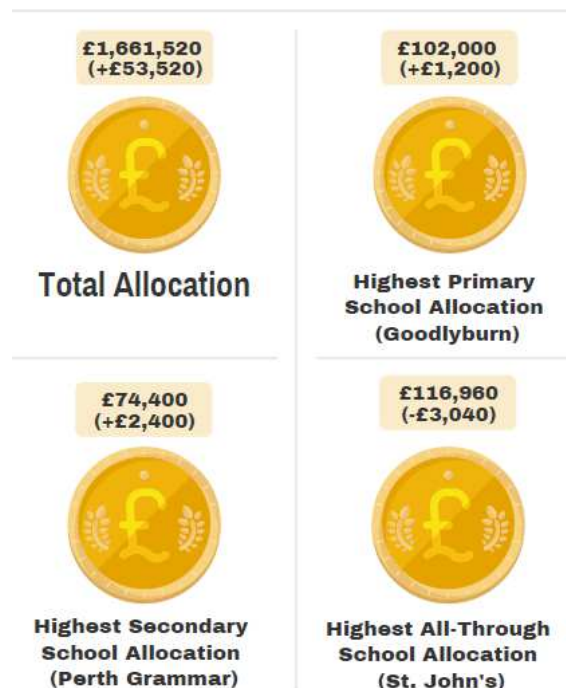 £1,661,520
(+£53,520)
£
Total Allocation
£102,000
(+£1,200)
£
Highest Primary
School Allocation
(Goodlyburn)
£74,400
(+£2,400)
£
Highest Secondary
School Allocation
(Perth Grammar)
£116,960
(-£3,040)
£
Highest All-Through
School Allocation
(St. John's)